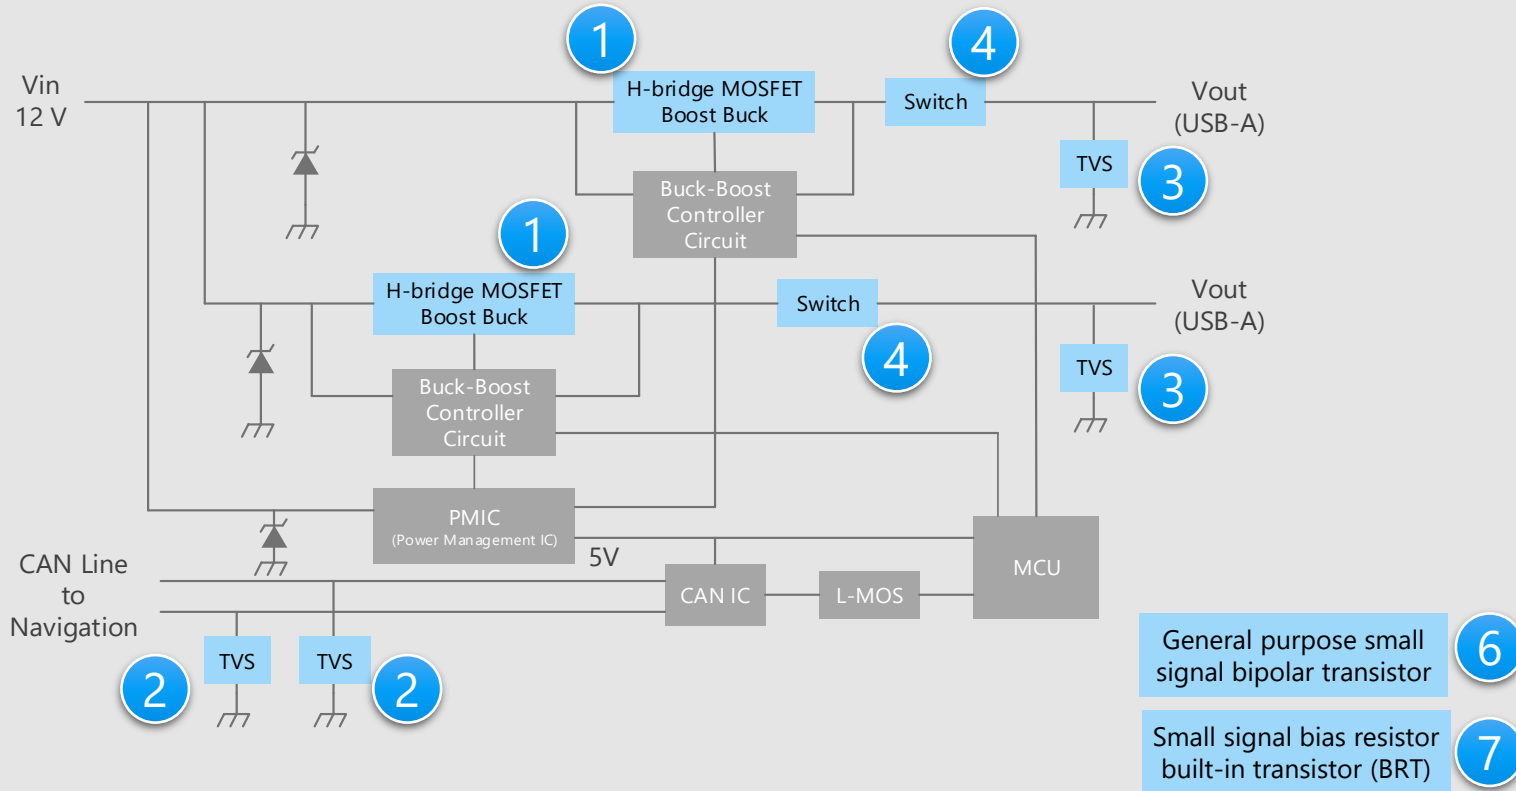 1
4
Vin
12 V
H-bridge MOSFET
Boost Buck
Switch
Vout
(USB-A)
TVS
3
Buck-Boost
Controller
Circuit
1
H-bridge MOSFET
Boost Buck
Switch
Vout
(USB-A)
4
TVS
3
Buck-Boost
Controller
Circuit
PMIC
(Power Management IC)
5V
CAN Line
to
Navigation
CAN IC
L-MOS
MCU
TVS
TVS
2
2
General purpose small
signal bipolar transistor
6
Small signal bias resistor
built-in transistor (BRT)
7